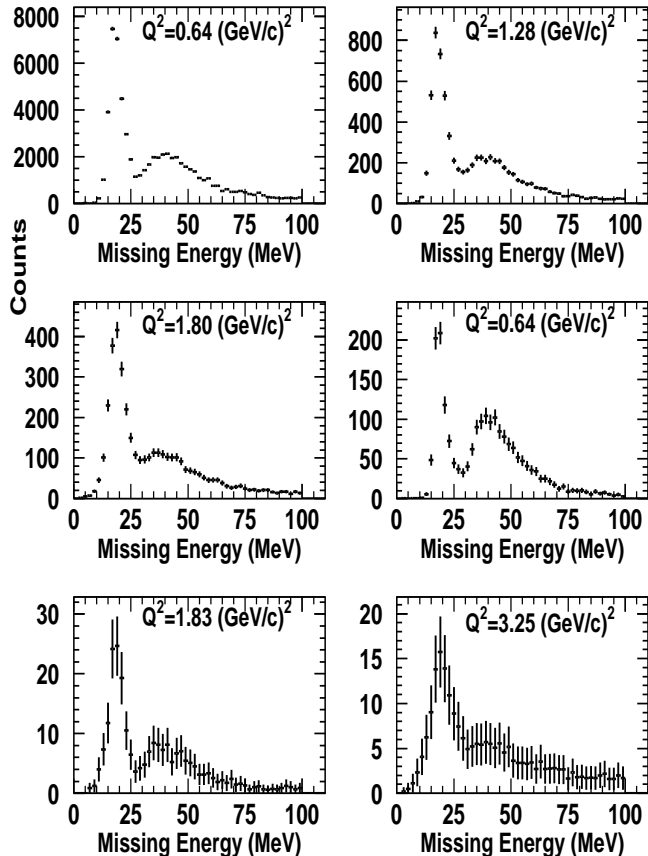 Counts
Q²=0.64 (GeV/c)²
8000
6000
4000
2000
0
0 25 50 75 100
Missing Energy (MeV)
Q²=1.28 (GeV/c)²
800
600
400
200
0
0 25 50 75 100
Missing Energy (MeV)
Q²=1.80 (GeV/c)²
400
300
200
100
0
0 25 50 75 100
Missing Energy (MeV)
Q²=0.64 (GeV/c)²
200
150
100
50
0
0 25 50 75 100
Missing Energy (MeV)
Q²=1.83 (GeV/c)²
30
20
10
0
0 25 50 75 100
Missing Energy (MeV)
Q²=3.25 (GeV/c)²
20
15
10
5
0
0 25 50 75 100
Missing Energy (MeV)